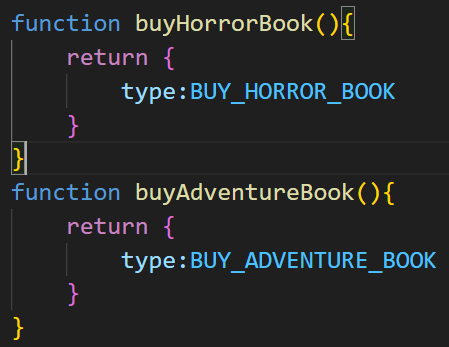 function buyHorrorBook(){
    return {
        type:BUY_HORROR_BOOK
    }
}
function buyAdventureBook(){
    return {
        type:BUY_ADVENTURE_BOOK
    }
}